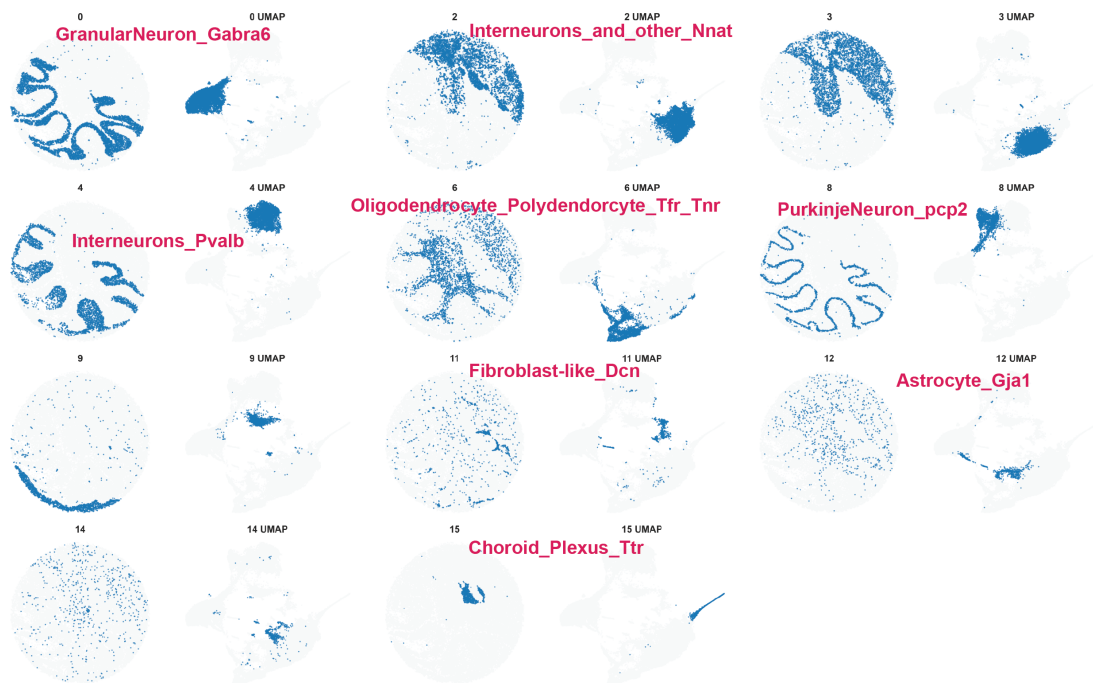 0
0 UMAP
2
2 UMAP
3
3 UMAP
GranularNeuron_Gabra6
Interneurons_and_other_Nnat
4
4 UMAP
6
6 UMAP
8
8 UMAP
Oligodendrocyte_Polydendorcyte_Tfr_Tnr
PurkinjeNeuron_pcp2
Interneurons_Pvalb
9
9 UMAP
11
11 UMAP
12
12 UMAP
Fibroblast-like_Dcn
Astrocyte_Gja1
14
14 UMAP
15
15 UMAP
Choroid_Plexus_Ttr